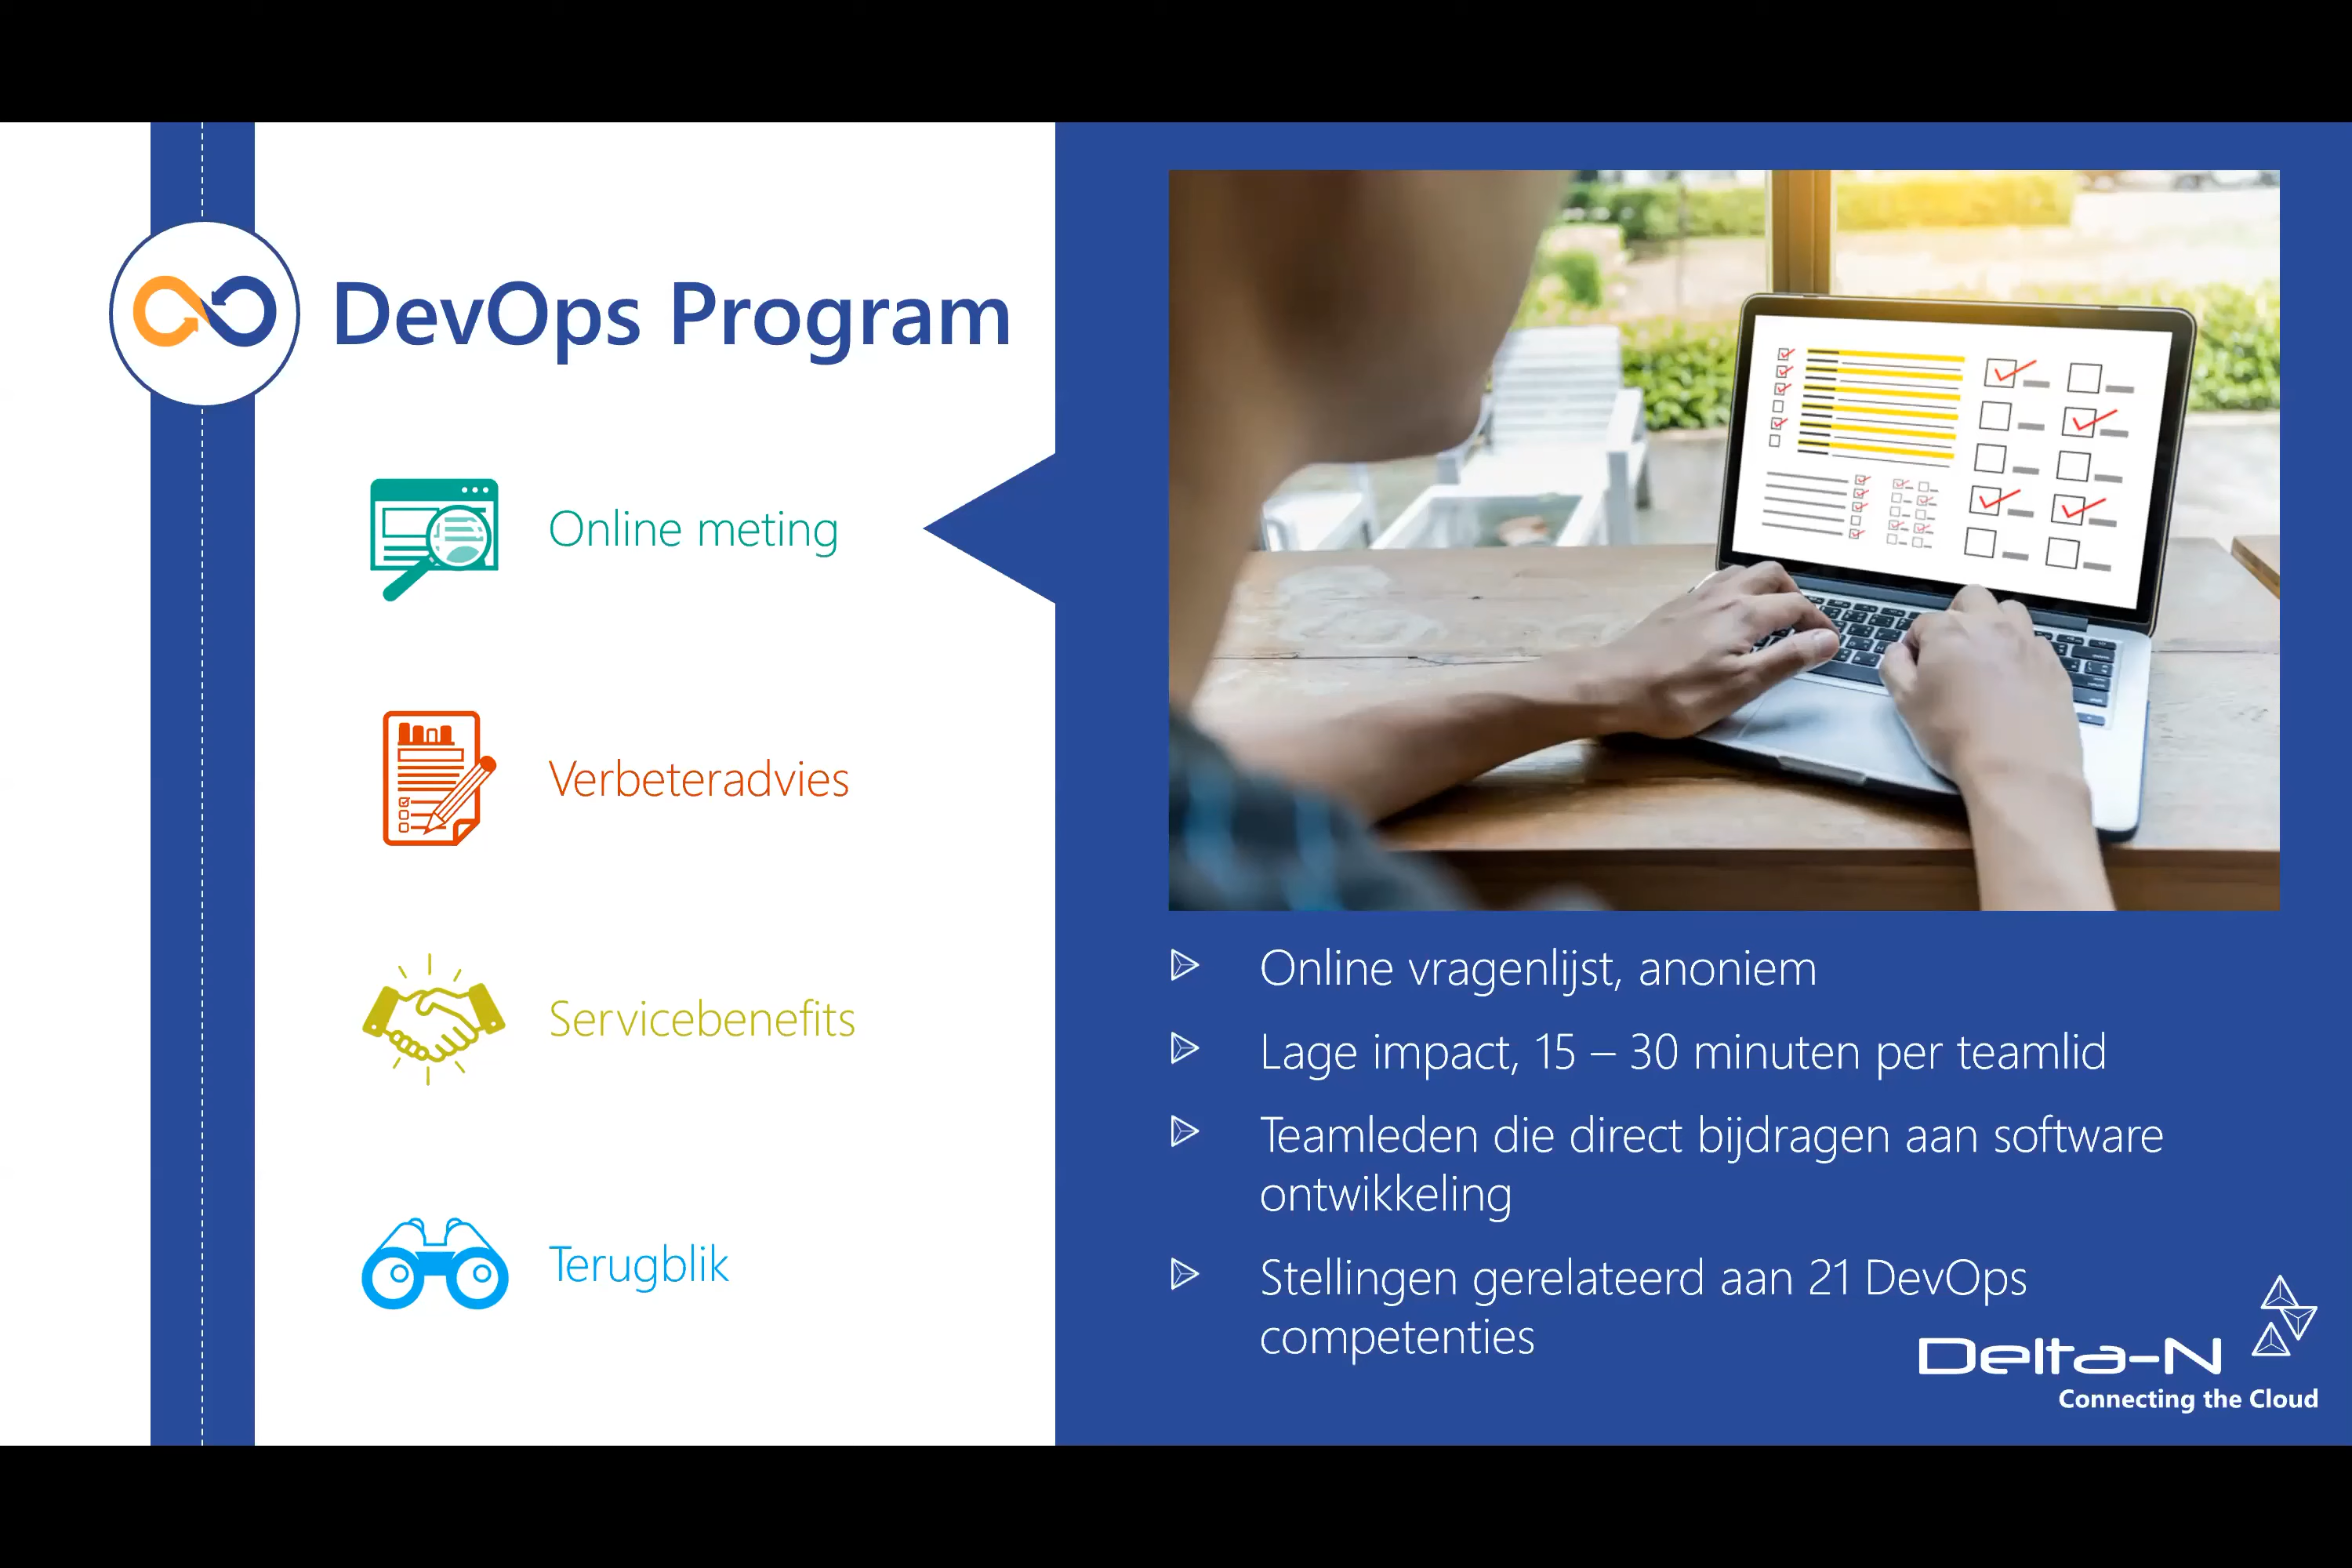 DevOps Program
Online meting
Verbeteradvies
Servicebenefits
Terugblik
Online vragenlijst, anoniem
Lage impact, 15 – 30 minuten per teamlid
Teamleden die direct bijdragen aan software
ontwikkeling
Stellingen gerelateerd aan 21 DevOps
competenties
Delta-N
Connecting the Cloud